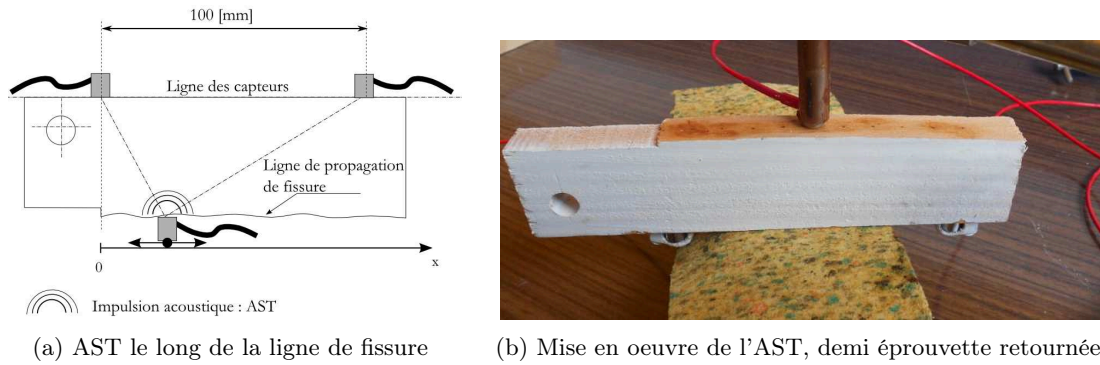 100 [mm]
Ligne des capteurs
Ligne de propagation
de fissure
0
x
Impulsion acoustique : AST
(a) AST le long de la ligne de fissure
(b) Mise en oeuvre de l'AST, demi éprouvette retournée